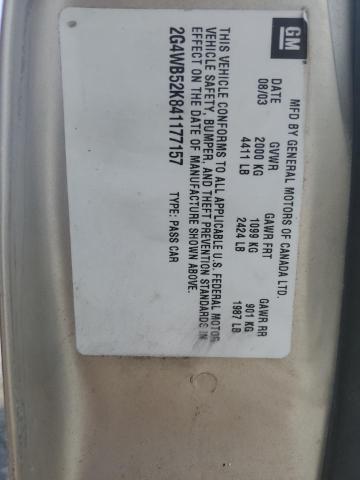 GM
MFD BY GENERAL MOTORS OF CANADA LTD.
DATE GVWR GAWR FRT GAWR RR
08/03 2000 KG 1099 KG 901 KG
4411 LB 2424 LB 1987 LB
THIS VEHICLE CONFORMS TO ALL APPLICABLE U.S. FEDERAL MOTOR
VEHICLE SAFETY, BUMPER, AND THEFT PREVENTION STANDARDS IN
EFFECT ON THE DATE OF MANUFACTURE SHOWN ABOVE.
2G4WB52K841177157 TYPE: PASS CAR